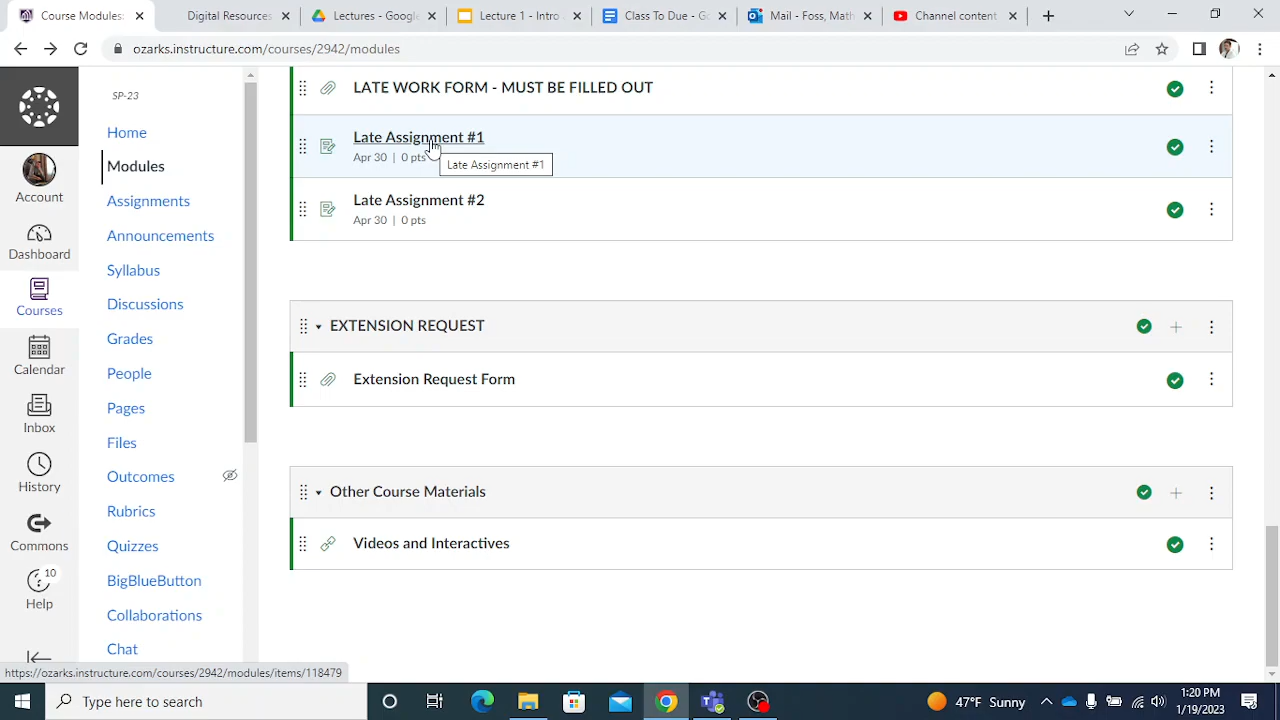 Course Modules:
Digital Resources
Lectures - Google
Lecture 1 - Intro
Class To Due - Go
Mail - Foss, Math
Channel content
ozarks.instructure.com/courses/2942/modules
SP-23
Home
Modules
Assignments
Announcements
Syllabus
Discussions
Grades
People
Pages
Files
Outcomes
Rubrics
Quizzes
BigBlueButton
Collaborations
Chat
Account
Dashboard
Courses
Calendar
Inbox
History
Commons
10
Help
LATE WORK FORM - MUST BE FILLED OUT
Late Assignment #1
Apr 30 | 0 pts
Late Assignment #1
Late Assignment #2
Apr 30 | 0 pts
EXTENSION REQUEST
Extension Request Form
Other Course Materials
Videos and Interactives
https://ozarks.instructure.com/courses/2942/modules/items/118479
Type here to search
47°F Sunny
1:20 PM
1/19/2023